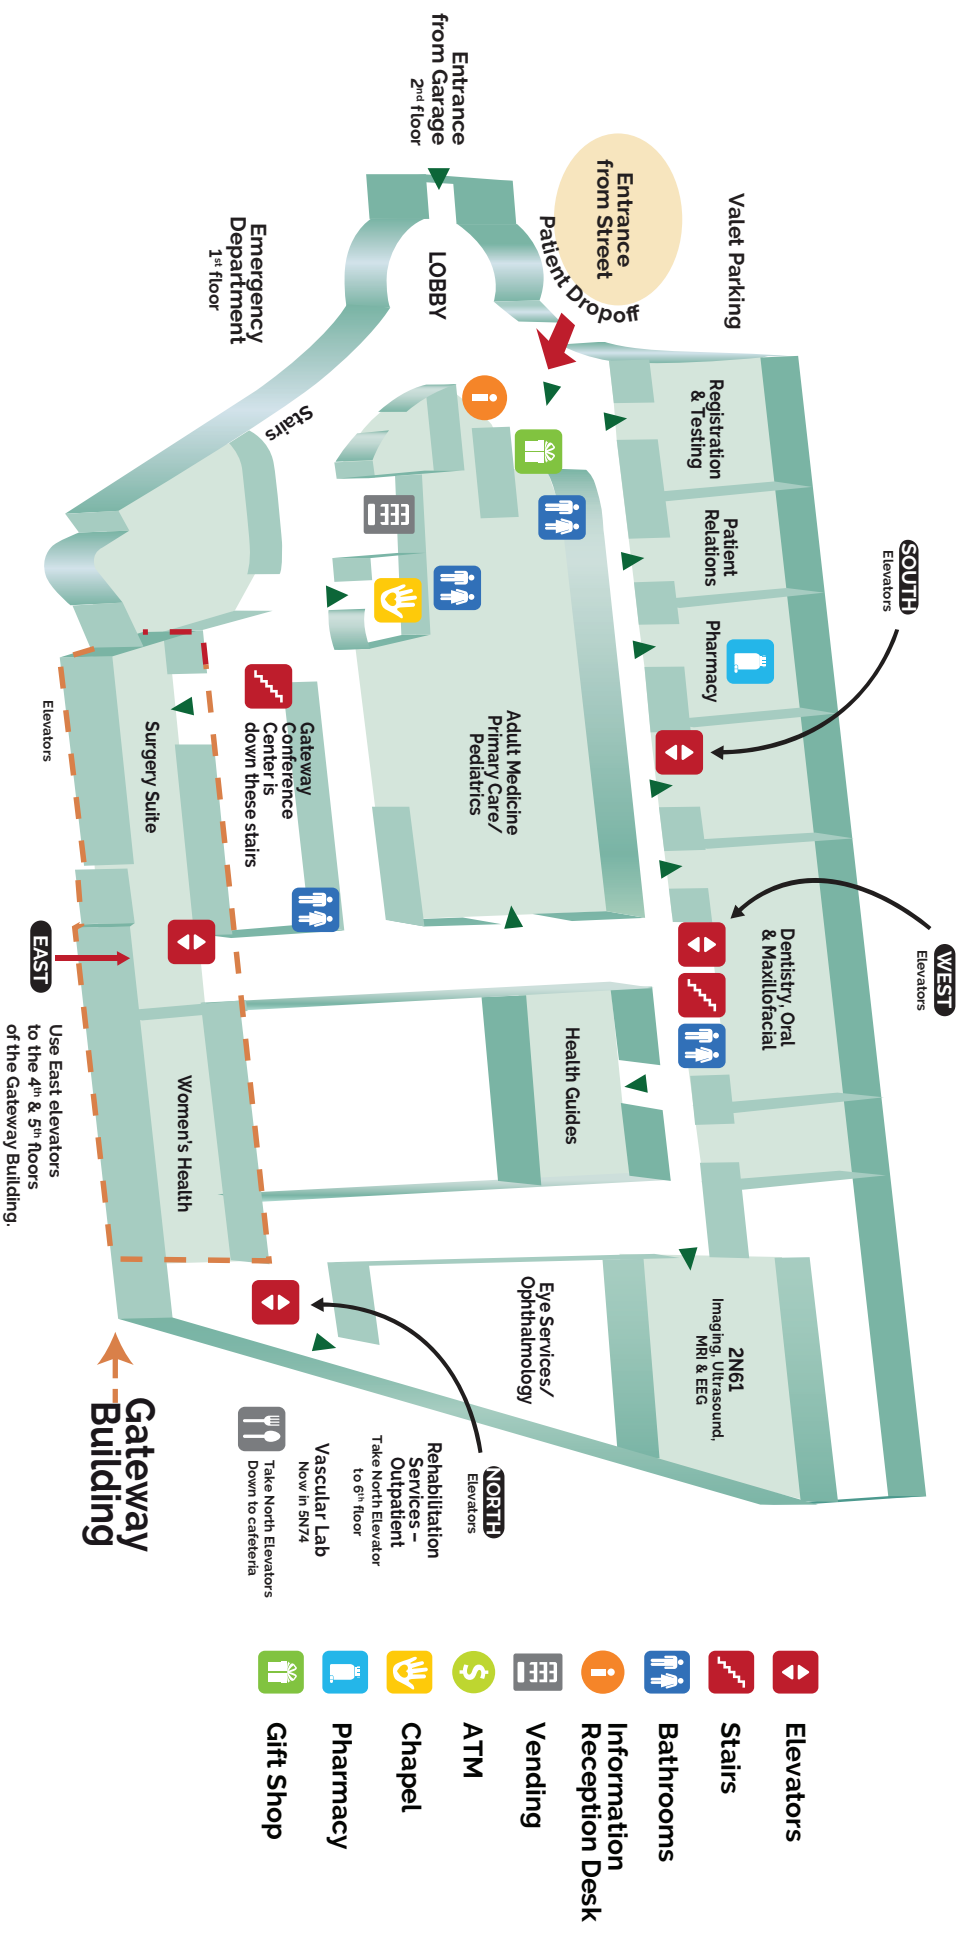 Valet Parking
Entrance
from Street
Patient Dropoff
Entrance
from Garage
2nd floor
LOBBY
Emergency
Department
1st floor
Stairs
Registration
& Testing
Patient
Relations
Pharmacy
SOUTH
Elevators
WEST
Elevators
Dentistry, Oral
& Maxillofacial
Adult Medicine
Primary Care/
Pediatrics
Health Guides
Gateway
Conference
Center is
down these stairs
Surgery Suite
Elevators
EAST
Use East elevators
to the 4th & 5th floors
of the Gateway Building.
Women's Health
2N61
Imaging, Ultrasound,
MRI & EEG
Eye Services/
Ophthalmology
NORTH
Elevators
Rehabilitation
Services –
Outpatient
Take North Elevator
to 6th floor
Vascular Lab
Now in 5N74
Take North Elevators
Down to cafeteria
Gateway
Building
Elevators
Stairs
Bathrooms
Information
Reception Desk
Vending
ATM
Chapel
Pharmacy
Gift Shop